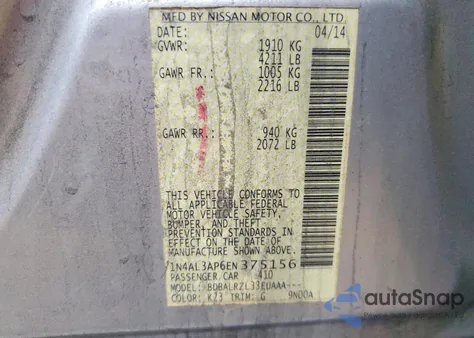 MFD BY NISSAN MOTOR CO., LTD.
DATE: 04/14
GVWR: 1910 KG
4211 LB
GAWR FR.: 1005 KG
2216 LB
GAWR RR.: 940 KG
2072 LB
THIS VEHICLE CONFORMS TO
ALL APPLICABLE FEDERAL
MOTOR VEHICLE SAFETY,
BUMPER, AND THEFT
PREVENTION STANDARDS IN
EFFECT ON THE DATE OF
MANUFACTURE SHOWN ABOVE.
1N4AL3AP6EN375156
PASSENGER CAR 410
MODEL: BDBALRZL33EUAAA---
COLOR: K23 TRIM: G 9N00A
autoSnap